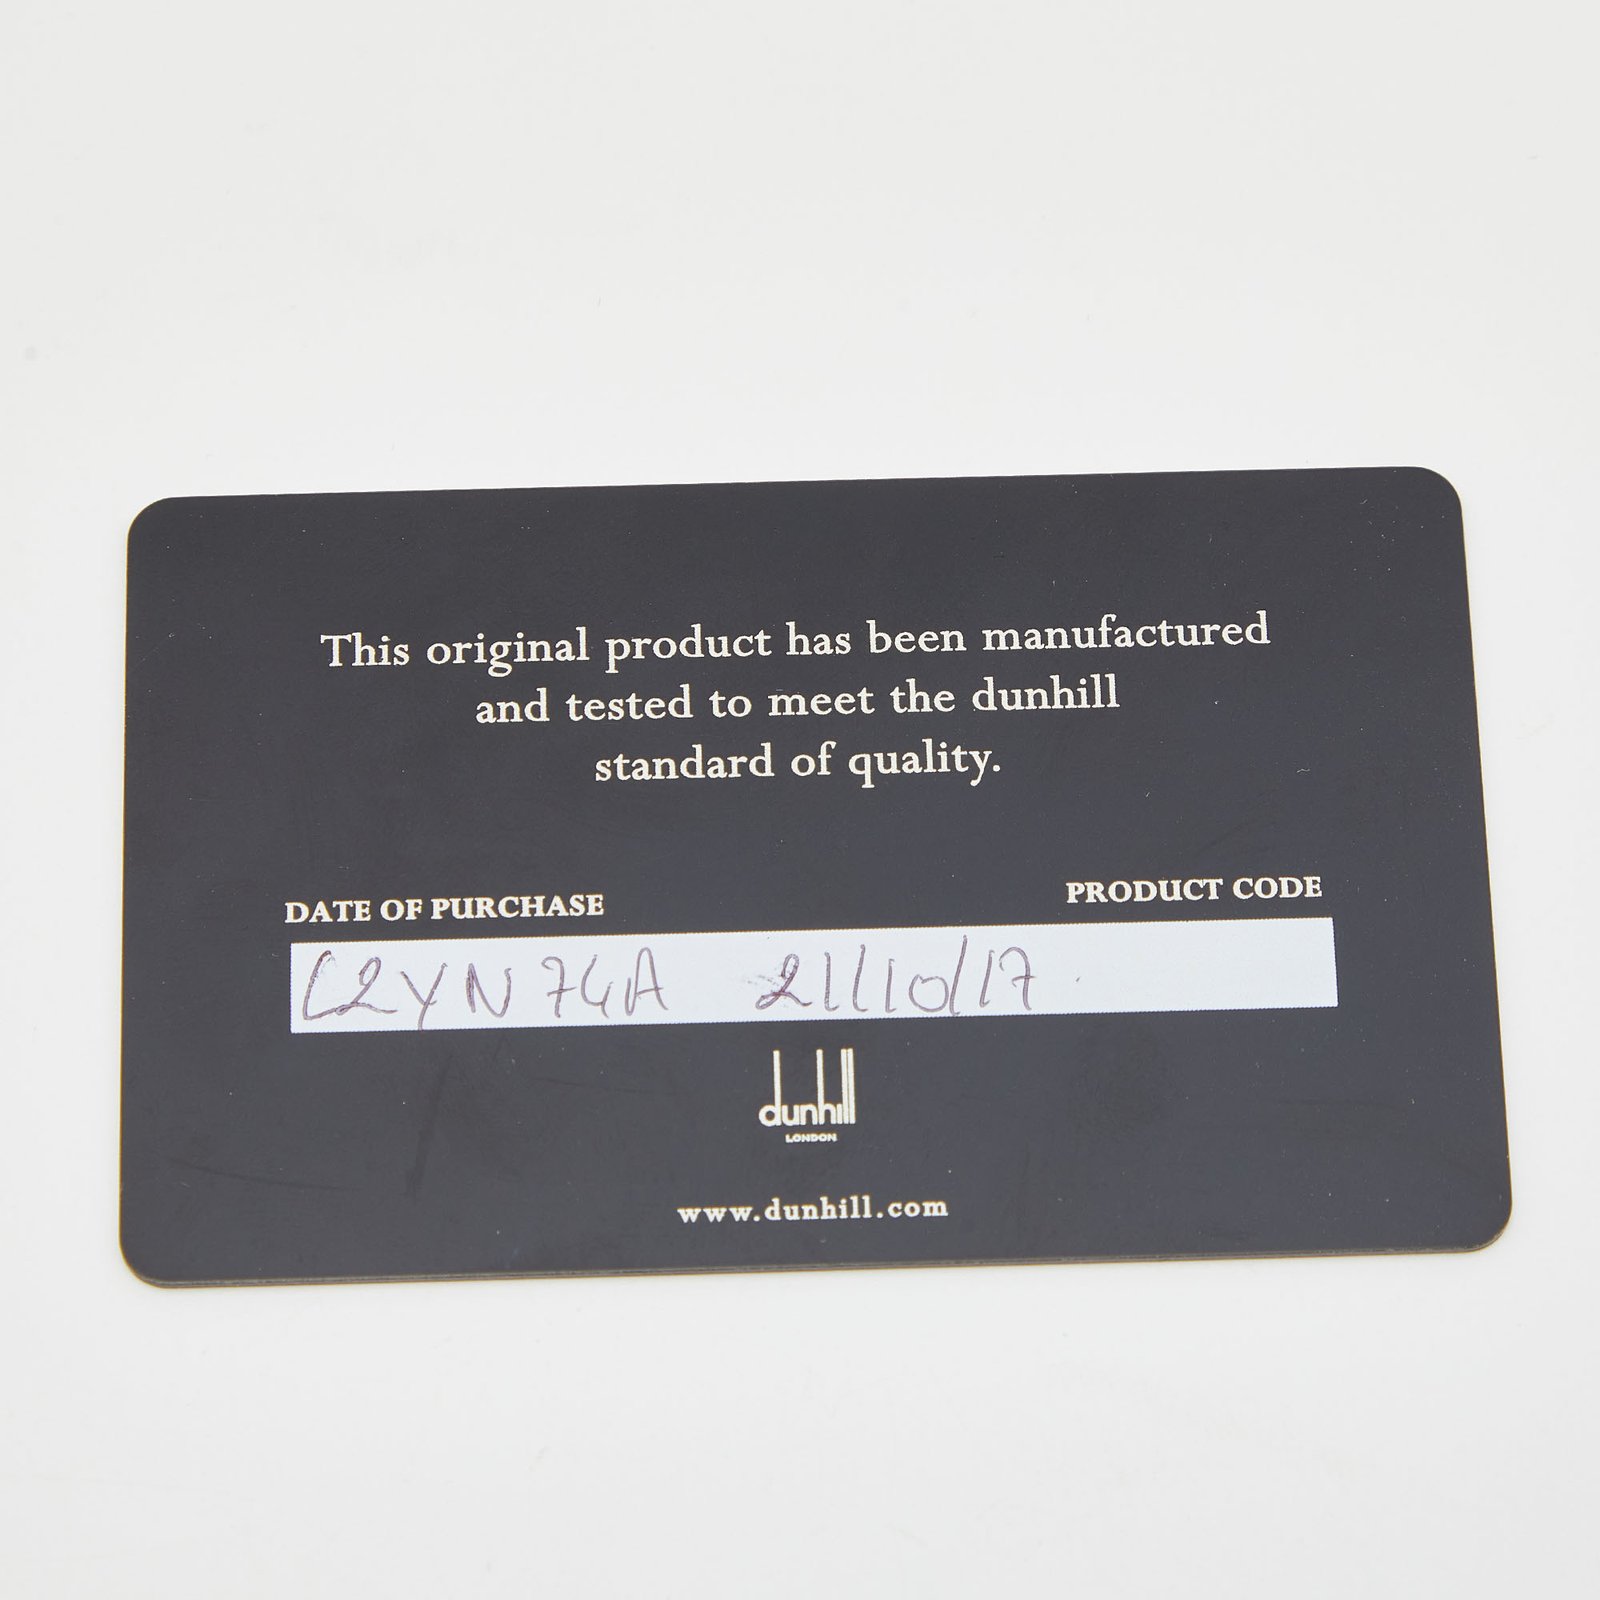 This original product has been manufactured
and tested to meet the dunhill
standard of quality.
DATE OF PURCHASE PRODUCT CODE
L2YN74A 21/10/17
dunhill
LONDON
www.dunhill.com